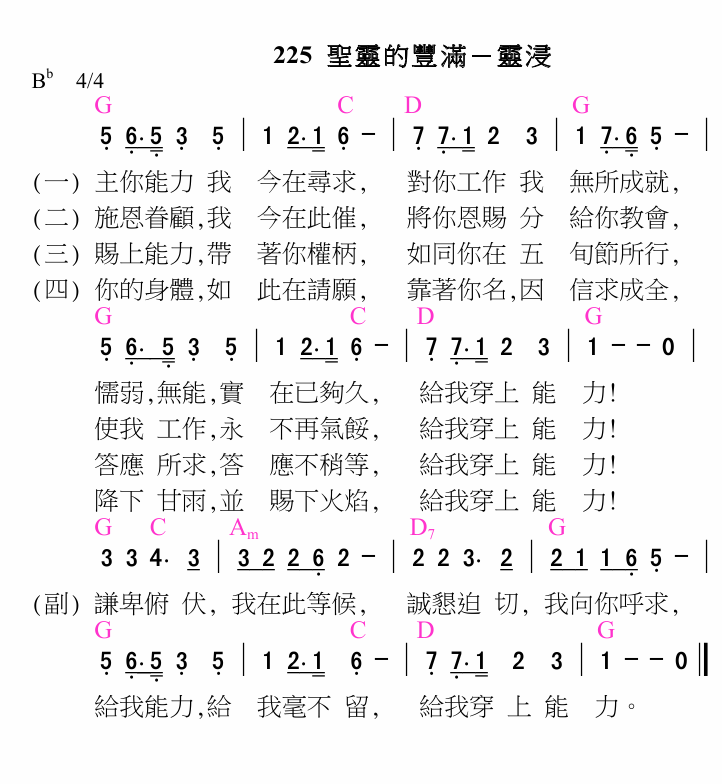 225 聖靈的豐滿－靈浸
Bb 4/4
G C D G
5 6·5 3 5 | 1 2·1 6 － | 7 7·1 2 3 | 1 7·6 5 － |
(一) 主你能力 我 今在尋求, 對你工作 我 無所成就,
(二) 施恩眷顧,我 今在此催, 將你恩賜 分 給你教會,
(三) 賜上能力,帶 著你權柄, 如同你在 五 旬節所行,
(四) 你的身體,如 此在請願, 靠著你名,因 信求成全,
G C D G
5 6· 5 3 5 | 1 2·1 6 － | 7 7·1 2 3 | 1 － － 0 |
懦弱,無能,實 在已夠久, 給我穿上 能 力!
使我 工作,永 不再氣餒, 給我穿上 能 力!
答應 所求,答 應不稍等, 給我穿上 能 力!
降下 甘雨,並 賜下火焰, 給我穿上 能 力!
G C Am D7 G
3 3 4· 3 | 3 2 2 6 2 － | 2 2 3· 2 | 2 1 1 6 5 － |
(副) 謙卑俯 伏, 我在此等候, 誠懇迫 切, 我向你呼求,
G C D G
5 6·5 3 5 | 1 2·1 6 － | 7 7·1 2 3 | 1 － － 0 ‖
給我能力,給 我毫不 留, 給我穿 上 能 力。